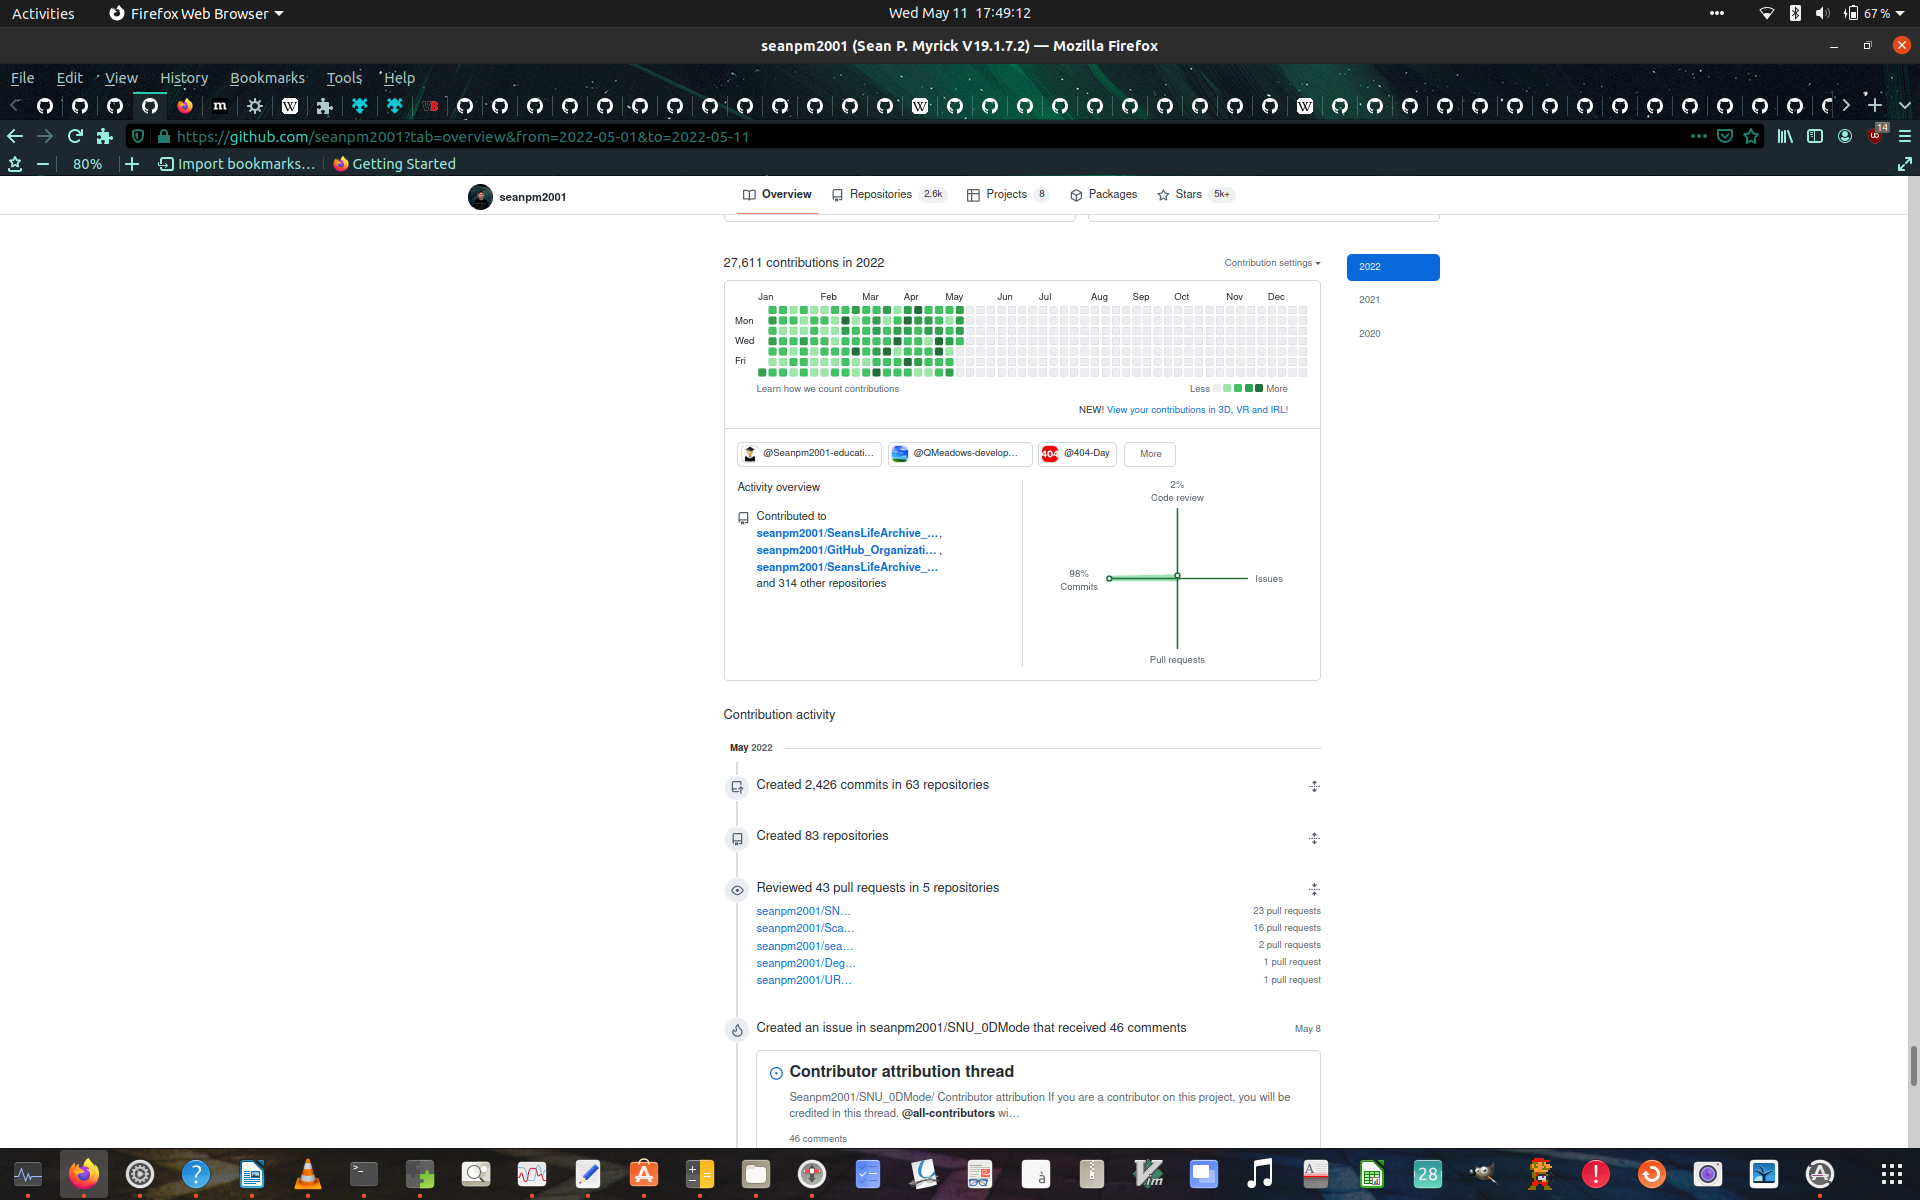 Activities
Firefox Web Browser
Wed May 11 17:49:12
67 %
seanpm2001 (Sean P. Myrick V19.1.7.2) — Mozilla Firefox
File Edit View History Bookmarks Tools Help
https://github.com/seanpm2001?tab=overview&from=2022-05-01&to=2022-05-11
14
80%
Import bookmarks...
Getting Started
seanpm2001
Overview
Repositories 2.6k
Projects 8
Packages
Stars 5k+
27,611 contributions in 2022
Contribution settings
2022
2021
2020
Jan Feb Mar Apr May Jun Jul Aug Sep Oct Nov Dec
Mon
Wed
Fri
Learn how we count contributions
Less More
NEW! View your contributions in 3D, VR and IRL!
@Seanpm2001-educati...
@QMeadows-develop...
404 @404-Day
More
Activity overview
Contributed to
seanpm2001/SeansLifeArchive_...,
seanpm2001/GitHub_Organizati... ,
seanpm2001/SeansLifeArchive_...
and 314 other repositories
2%
Code review
98%
Commits
Issues
Pull requests
Contribution activity
May 2022
Created 2,426 commits in 63 repositories
Created 83 repositories
Reviewed 43 pull requests in 5 repositories
seanpm2001/SN... 23 pull requests
seanpm2001/Sca... 16 pull requests
seanpm2001/sea... 2 pull requests
seanpm2001/Deg... 1 pull request
seanpm2001/UR... 1 pull request
Created an issue in seanpm2001/SNU_0DMode that received 46 comments
May 8
Contributor attribution thread
Seanpm2001/SNU_0DMode/ Contributor attribution If you are a contributor on this project, you will be
credited in this thread. @all-contributors wi...
46 comments
28